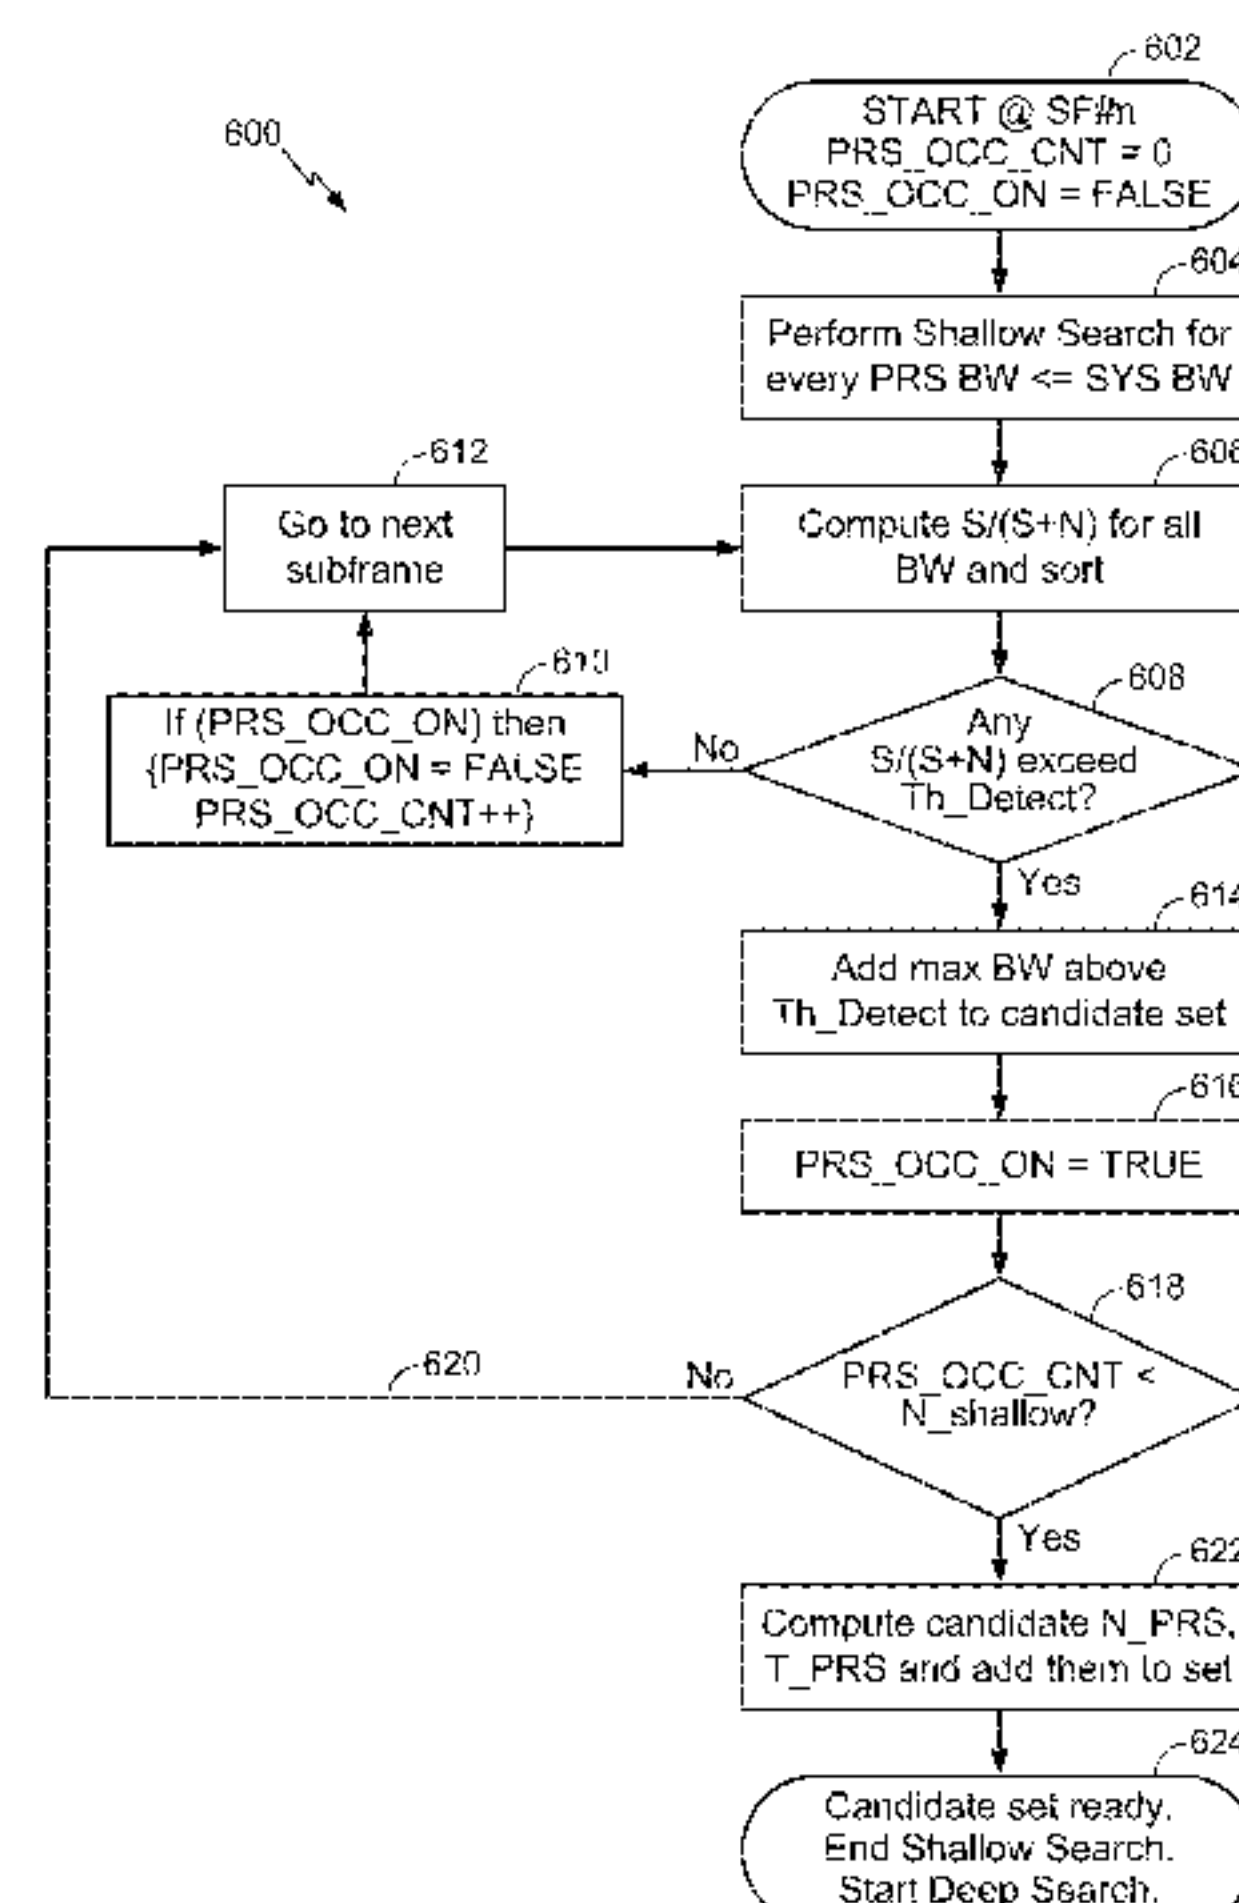 602
START @ SF#n
PRS_OCC_CNT = 0
PRS_OCC_ON = FALSE
600
604
Perform Shallow Search for
every PRS BW <= SYS BW
612
Go to next
subframe
606
Compute S/(S+N) for all
BW and sort
610
If (PRS_OCC_ON) then
{PRS_OCC_ON = FALSE
PRS_OCC_CNT++}
No
608
Any
S/(S+N) exceed
Th_Detect?
Yes
614
Add max BW above
Th_Detect to candidate set
616
PRS_OCC_ON = TRUE
618
620
No
PRS_OCC_CNT <
N_shallow?
Yes
622
Compute candidate N_PRS,
T_PRS and add them to set
624
Candidate set ready.
End Shallow Search.
Start Deep Search.